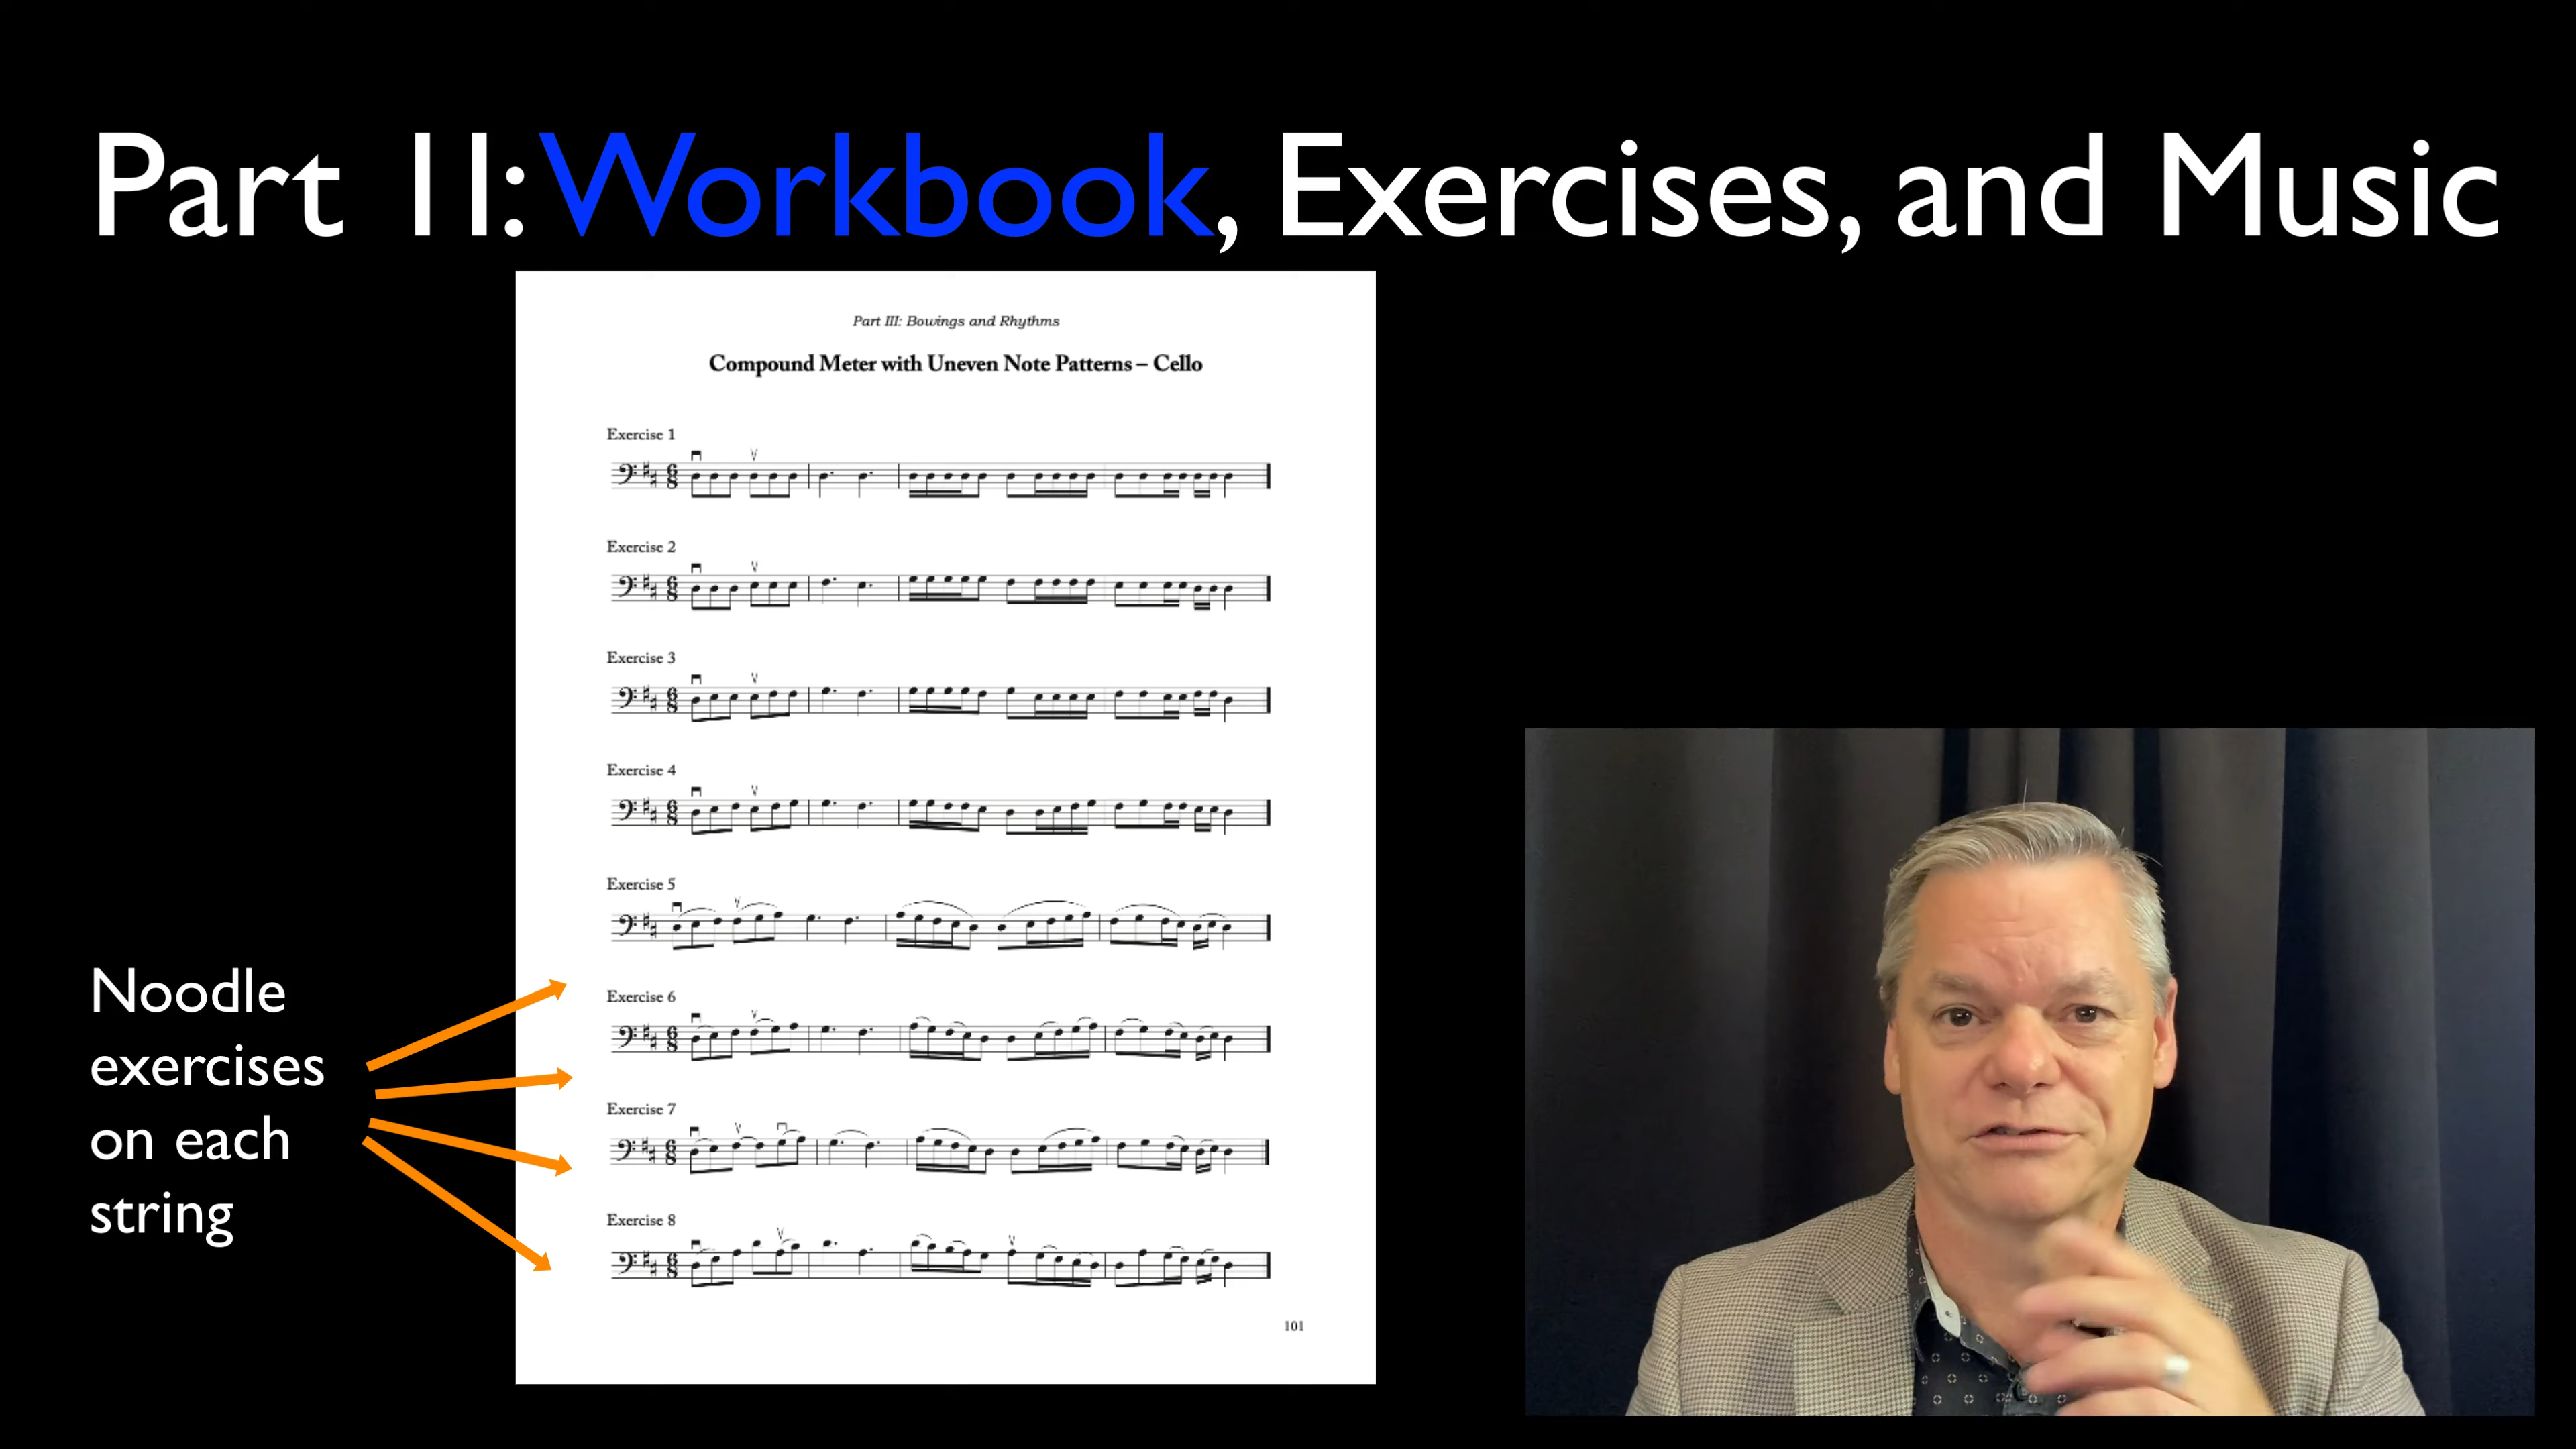 Part 1I: Workbook, Exercises, and Music
Part III: Bowings and Rhythms
Compound Meter with Uneven Note Patterns – Cello
Exercise 1
Exercise 2
Exercise 3
Exercise 4
Exercise 5
Exercise 6
Exercise 7
Exercise 8
101
Noodle
exercises
on each
string